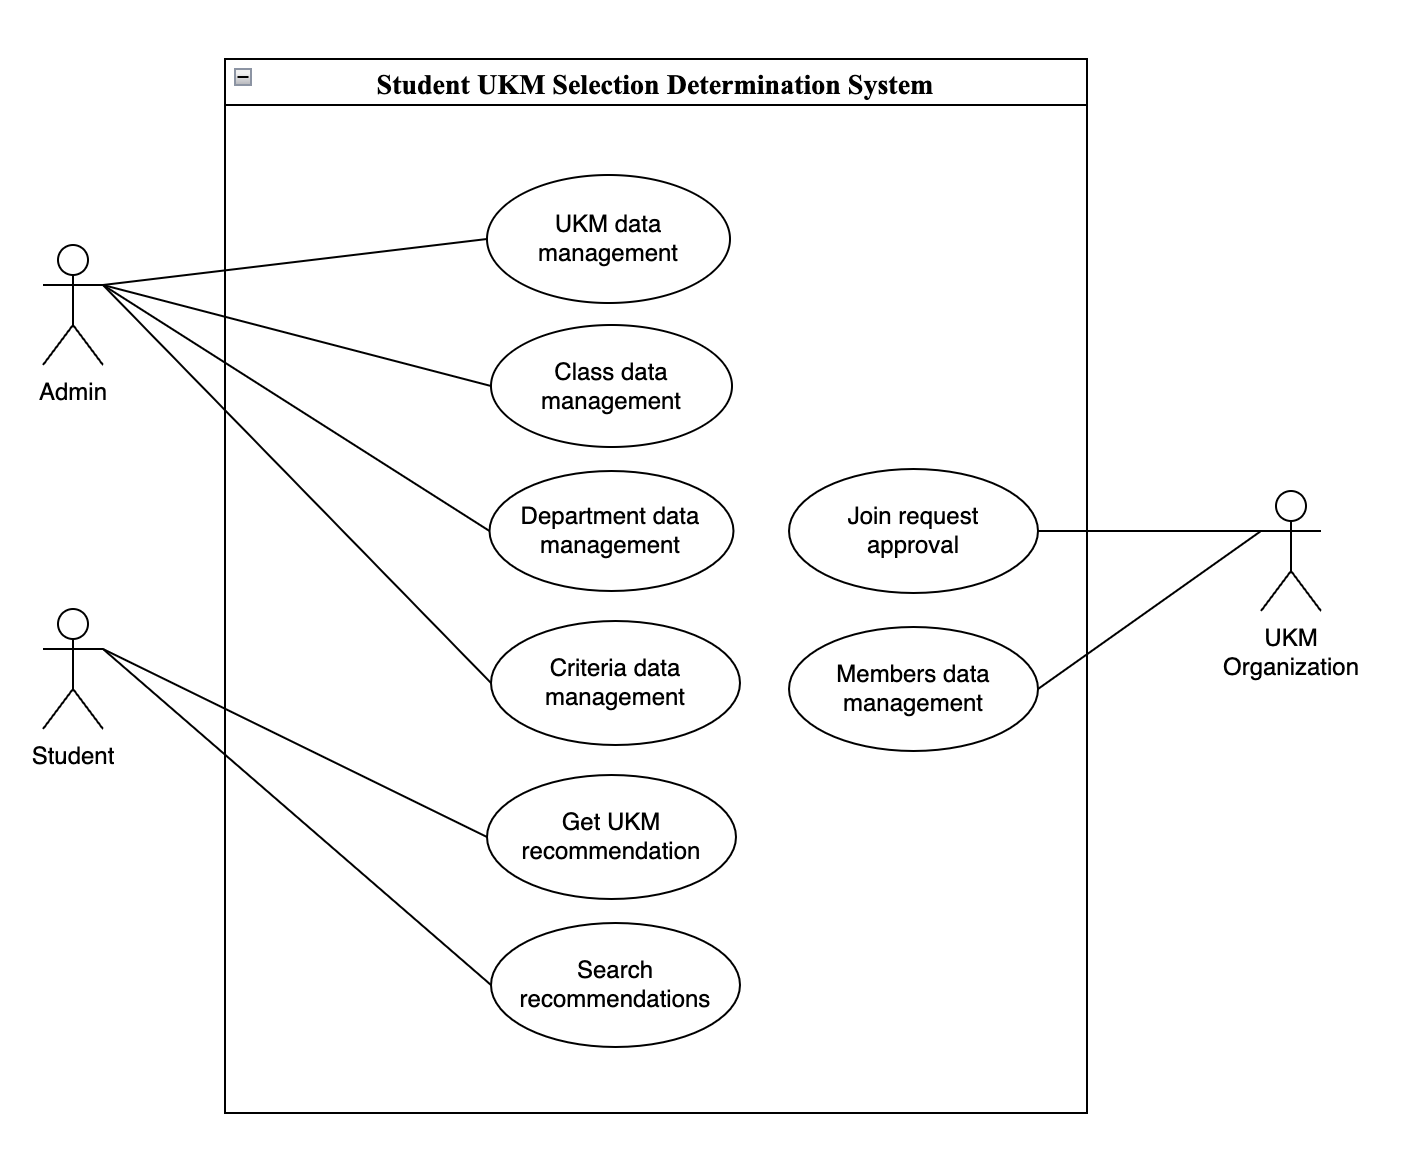 Student UKM Selection Determination System
UKM data
management
Admin
Class data
management
Department data
management
Join request
approval
UKM
Organization
Criteria data
management
Members data
management
Student
Get UKM
recommendation
Search
recommendations